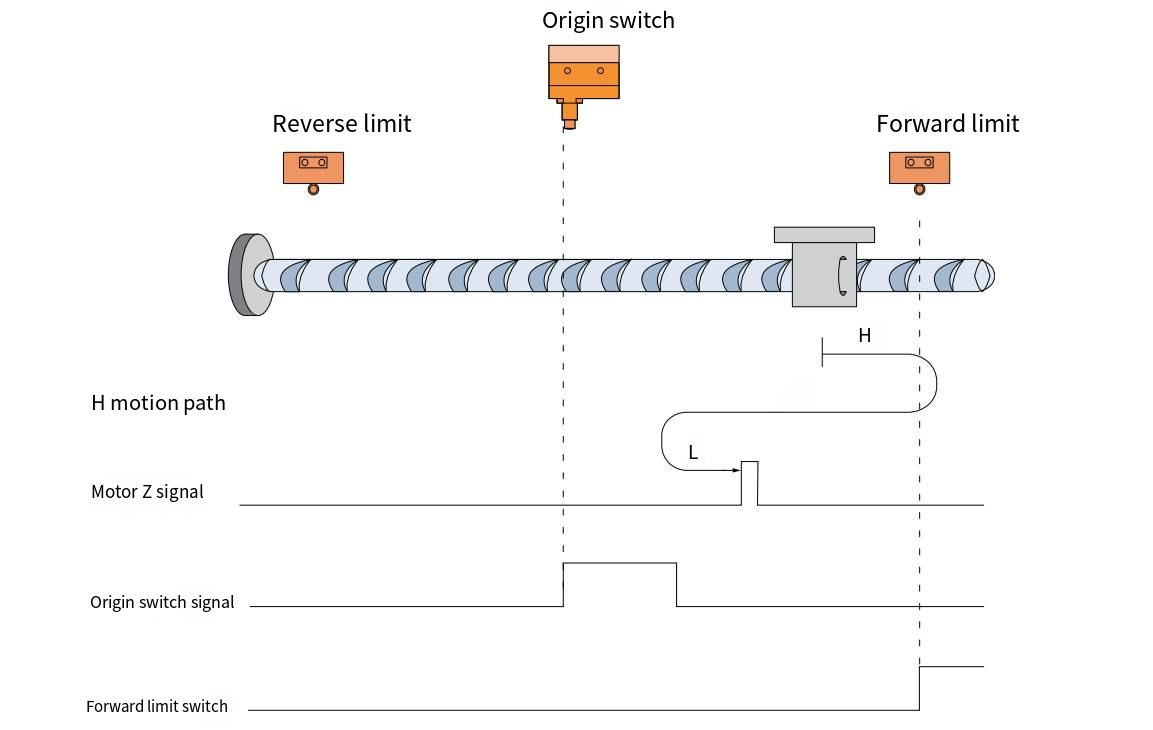 Origin switch
Reverse limit
Forward limit
H
H motion path
L
Motor Z signal
Origin switch signal
Forward limit switch